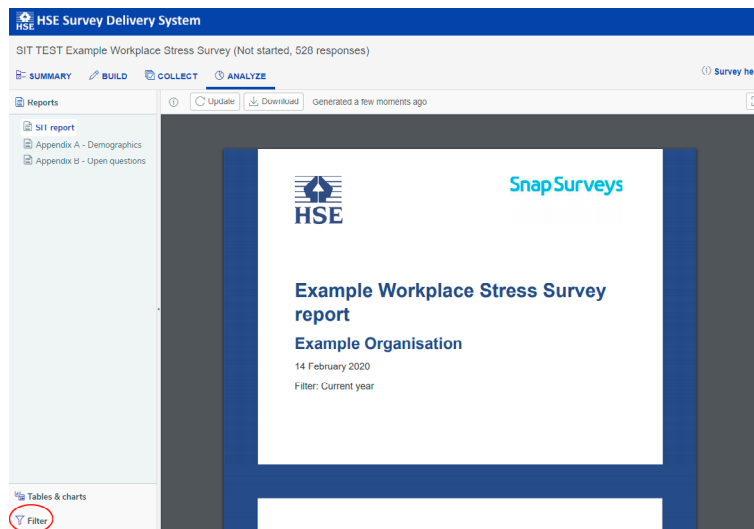 HSE HSE Survey Delivery System
SIT TEST Example Workplace Stress Survey (Not started, 528 responses)
SUMMARY BUILD COLLECT ANALYZE
Survey he
Reports
Update Download Generated a few moments ago
SIT report
Appendix A - Demographics
Appendix B - Open questions
HSE
Snap Surveys
Example Workplace Stress Survey
report
Example Organisation
14 February 2020
Filter: Current year
Tables & charts
Filter